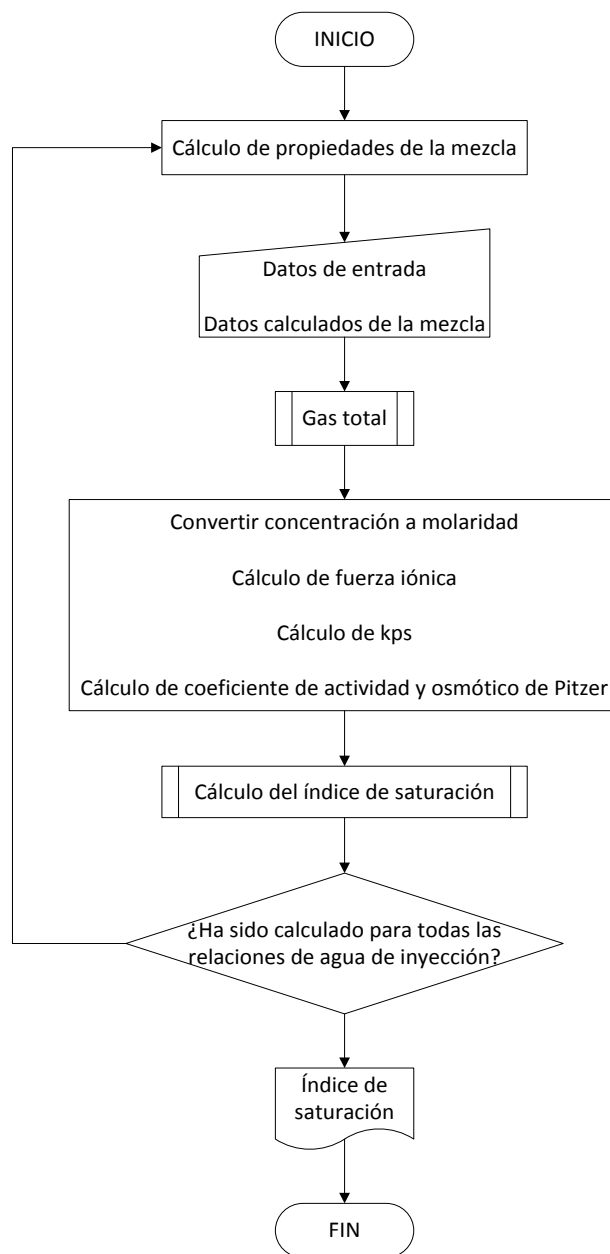 INICIO
Cálculo de propiedades de la mezcla
Datos de entrada
Datos calculados de la mezcla
Gas total
Convertir concentración a molaridad
Cálculo de fuerza iónica
Cálculo de kps
Cálculo de coeficiente de actividad y osmótico de Pitzer
Cálculo del índice de saturación
¿Ha sido calculado para todas las
relaciones de agua de inyección?
Índice de
saturación
FIN